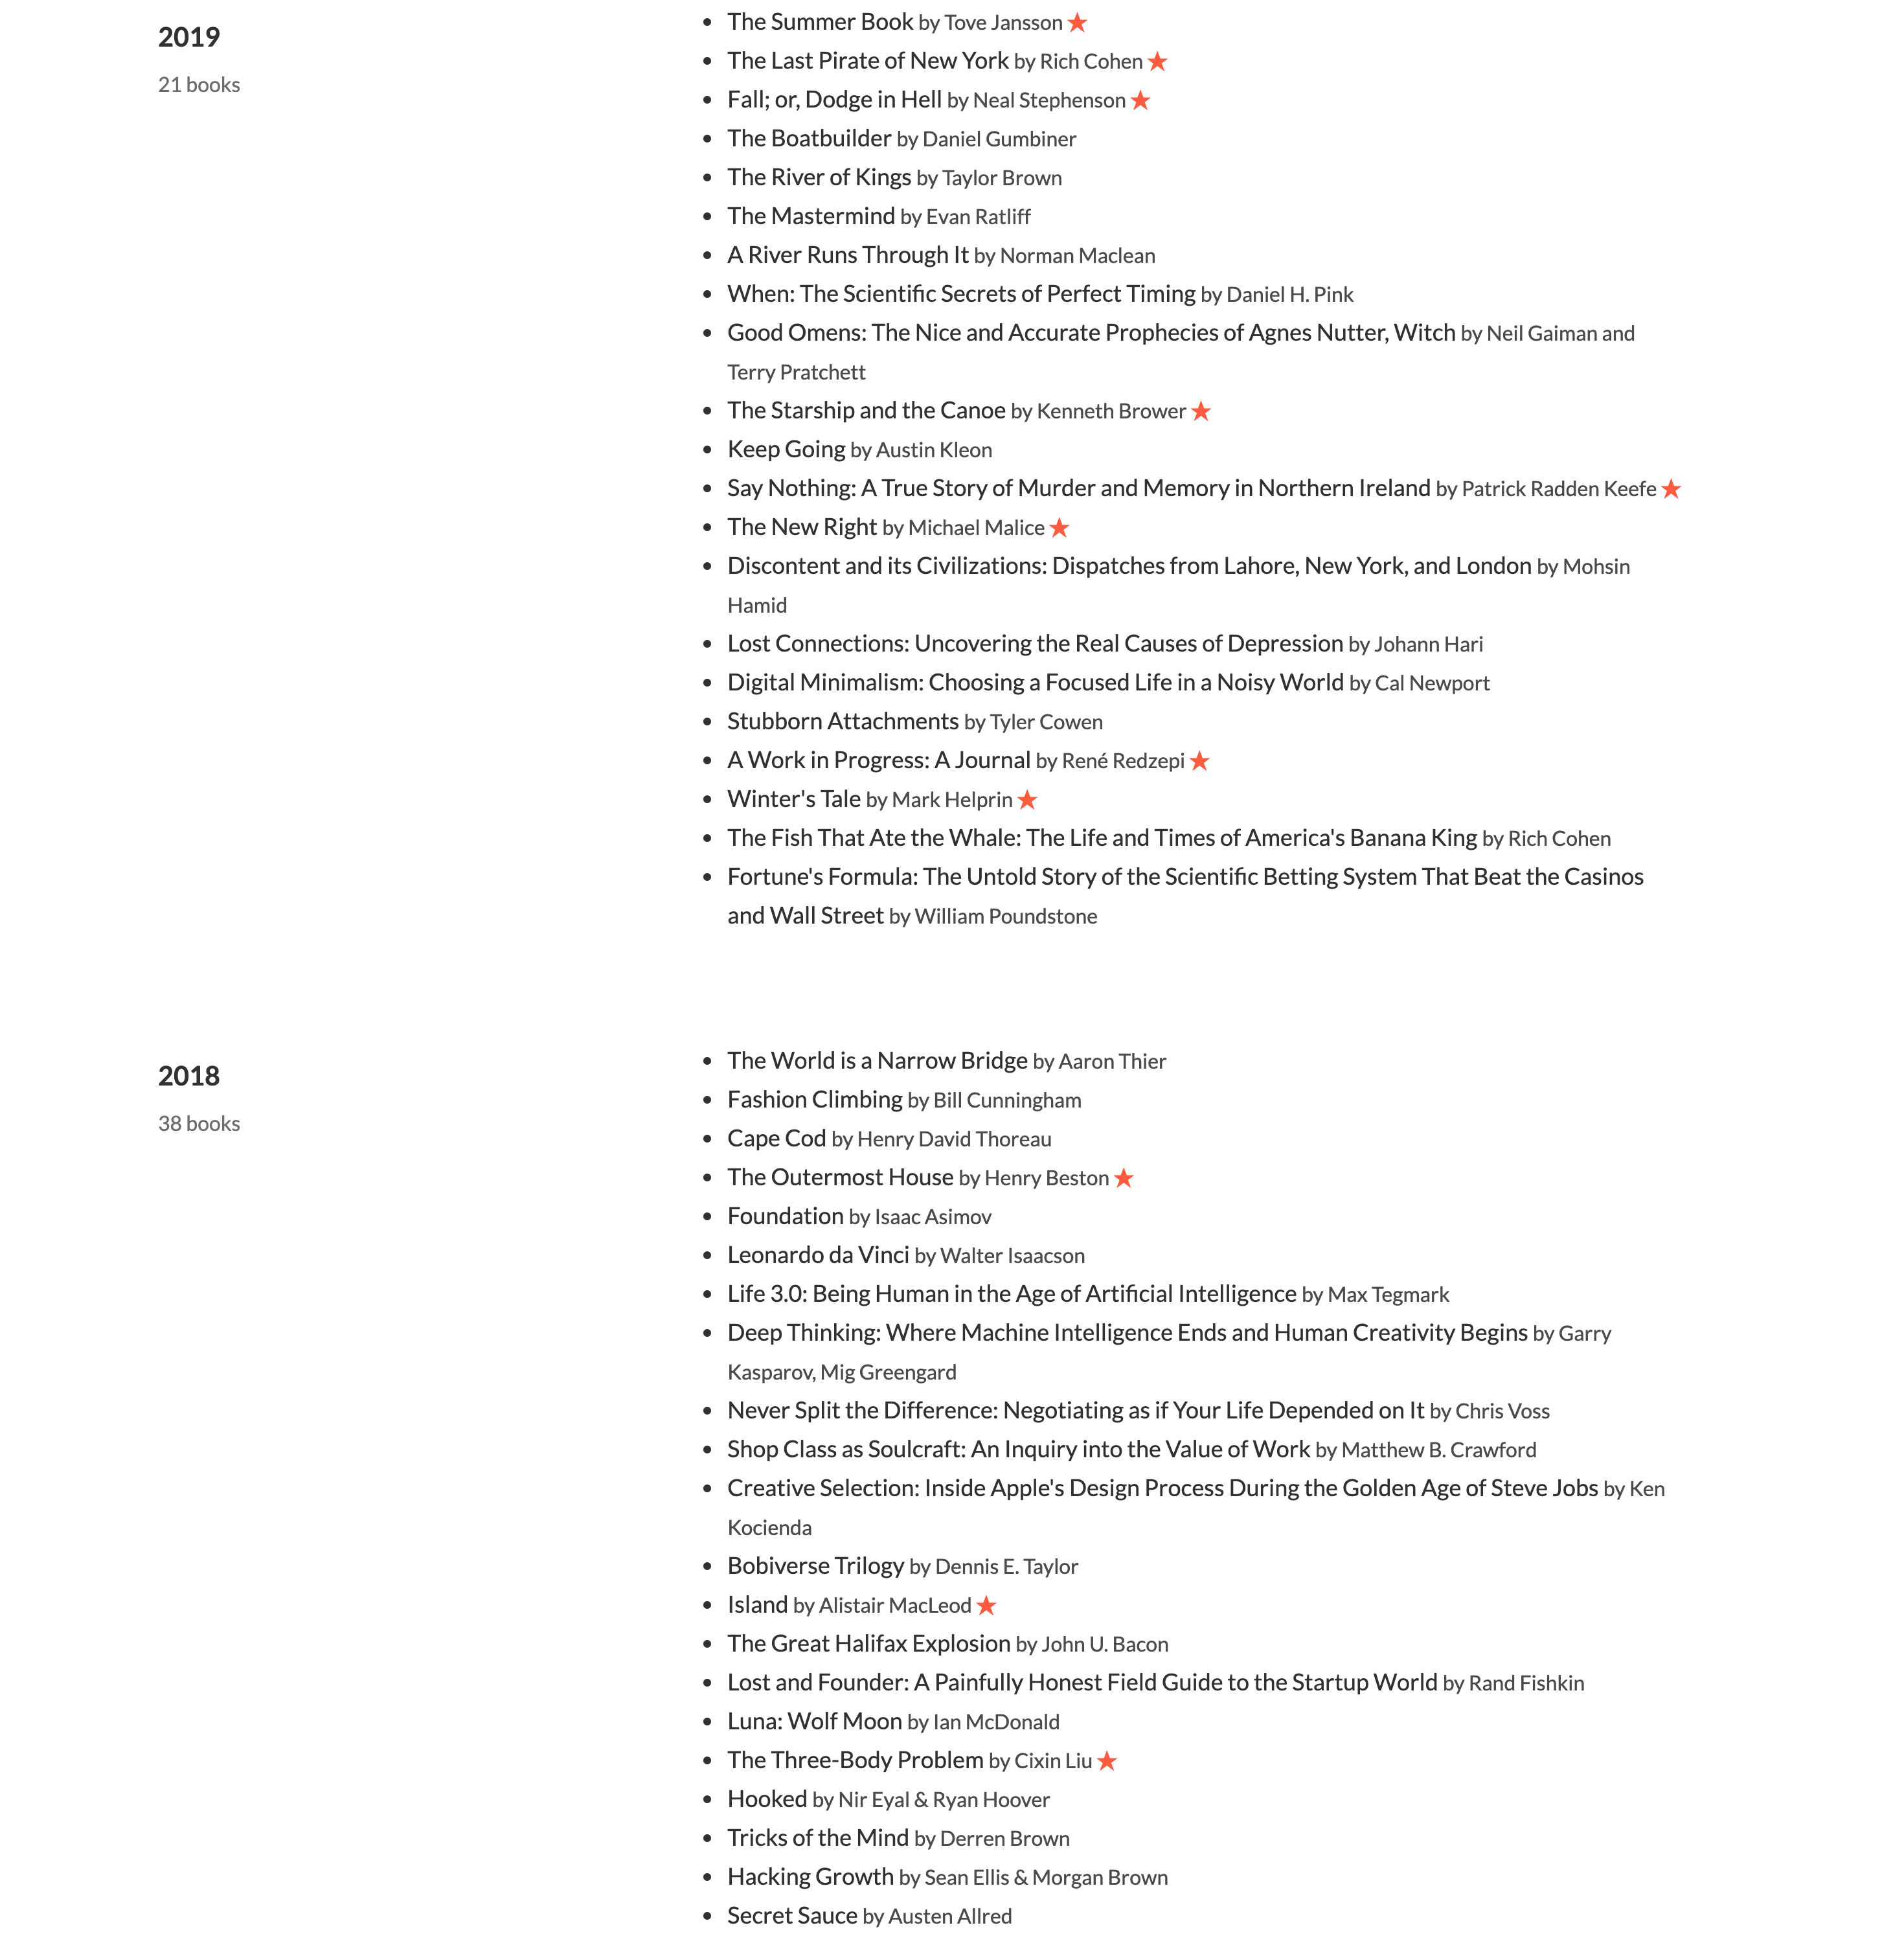 2019
21 books
The Summer Book by Tove Jansson ★
The Last Pirate of New York by Rich Cohen ★
Fall; or, Dodge in Hell by Neal Stephenson ★
The Boatbuilder by Daniel Gumbiner
The River of Kings by Taylor Brown
The Mastermind by Evan Ratliff
A River Runs Through It by Norman Maclean
When: The Scientific Secrets of Perfect Timing by Daniel H. Pink
Good Omens: The Nice and Accurate Prophecies of Agnes Nutter, Witch by Neil Gaiman and
Terry Pratchett
The Starship and the Canoe by Kenneth Brower ★
Keep Going by Austin Kleon
Say Nothing: A True Story of Murder and Memory in Northern Ireland by Patrick Radden Keefe ★
The New Right by Michael Malice ★
Discontent and its Civilizations: Dispatches from Lahore, New York, and London by Mohsin
Hamid
Lost Connections: Uncovering the Real Causes of Depression by Johann Hari
Digital Minimalism: Choosing a Focused Life in a Noisy World by Cal Newport
Stubborn Attachments by Tyler Cowen
A Work in Progress: A Journal by René Redzepi ★
Winter's Tale by Mark Helprin ★
The Fish That Ate the Whale: The Life and Times of America's Banana King by Rich Cohen
Fortune's Formula: The Untold Story of the Scientific Betting System That Beat the Casinos
and Wall Street by William Poundstone
2018
38 books
The World is a Narrow Bridge by Aaron Thier
Fashion Climbing by Bill Cunningham
Cape Cod by Henry David Thoreau
The Outermost House by Henry Beston ★
Foundation by Isaac Asimov
Leonardo da Vinci by Walter Isaacson
Life 3.0: Being Human in the Age of Artificial Intelligence by Max Tegmark
Deep Thinking: Where Machine Intelligence Ends and Human Creativity Begins by Garry
Kasparov, Mig Greengard
Never Split the Difference: Negotiating as if Your Life Depended on It by Chris Voss
Shop Class as Soulcraft: An Inquiry into the Value of Work by Matthew B. Crawford
Creative Selection: Inside Apple's Design Process During the Golden Age of Steve Jobs by Ken
Kocienda
Bobiverse Trilogy by Dennis E. Taylor
Island by Alistair MacLeod ★
The Great Halifax Explosion by John U. Bacon
Lost and Founder: A Painfully Honest Field Guide to the Startup World by Rand Fishkin
Luna: Wolf Moon by Ian McDonald
The Three-Body Problem by Cixin Liu ★
Hooked by Nir Eyal & Ryan Hoover
Tricks of the Mind by Derren Brown
Hacking Growth by Sean Ellis & Morgan Brown
Secret Sauce by Austen Allred